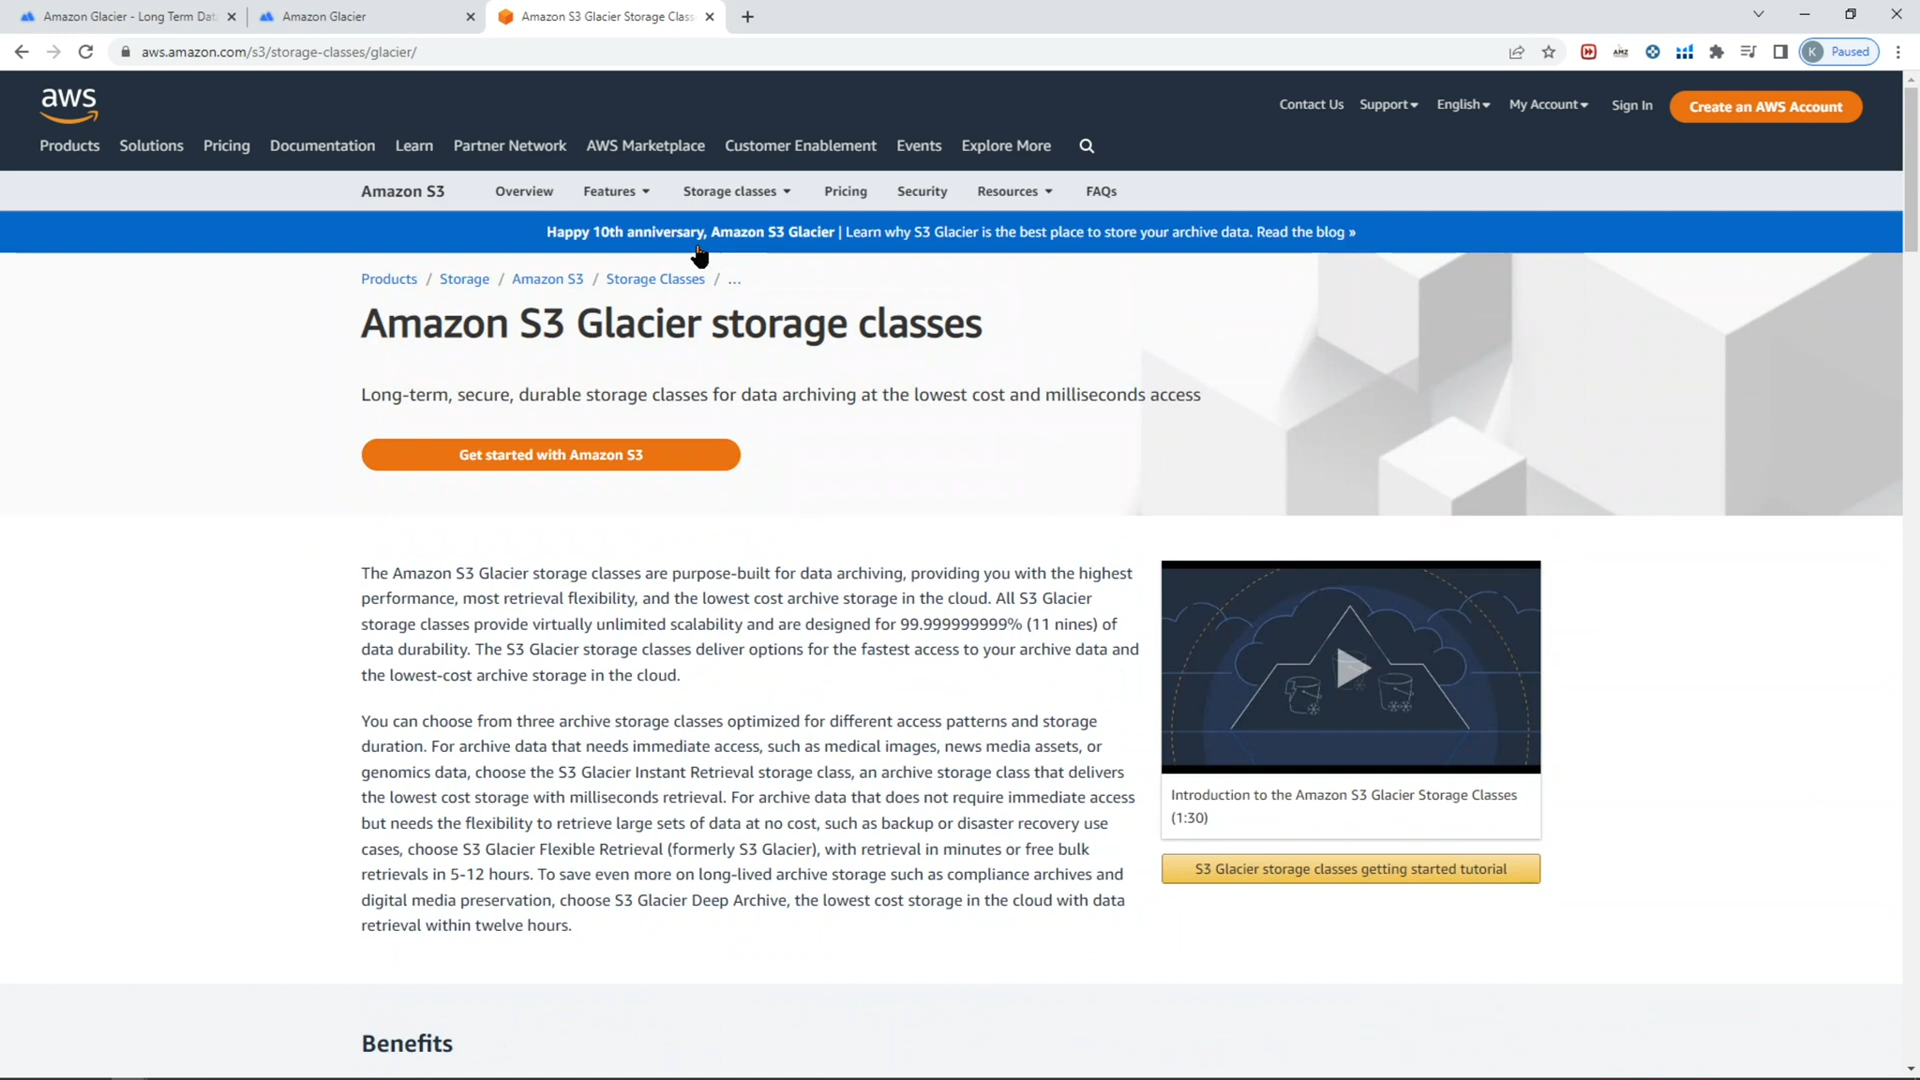 Amazon Glacier - Long Term Dat
Amazon Glacier
Amazon S3 Glacier Storage Class
aws.amazon.com/s3/storage-classes/glacier/
AMZ
K Paused
aws
Contact Us Support English My Account Sign In Create an AWS Account
Products Solutions Pricing Documentation Learn Partner Network AWS Marketplace Customer Enablement Events Explore More
Amazon S3 Overview Features Storage classes Pricing Security Resources FAQs
Happy 10th anniversary, Amazon S3 Glacier | Learn why S3 Glacier is the best place to store your archive data. Read the blog »
Products / Storage / Amazon S3 / Storage Classes / ...
Amazon S3 Glacier storage classes
Long-term, secure, durable storage classes for data archiving at the lowest cost and milliseconds access
Get started with Amazon S3
The Amazon S3 Glacier storage classes are purpose-built for data archiving, providing you with the highest
performance, most retrieval flexibility, and the lowest cost archive storage in the cloud. All S3 Glacier
storage classes provide virtually unlimited scalability and are designed for 99.999999999% (11 nines) of
data durability. The S3 Glacier storage classes deliver options for the fastest access to your archive data and
the lowest-cost archive storage in the cloud.
You can choose from three archive storage classes optimized for different access patterns and storage
duration. For archive data that needs immediate access, such as medical images, news media assets, or
genomics data, choose the S3 Glacier Instant Retrieval storage class, an archive storage class that delivers
the lowest cost storage with milliseconds retrieval. For archive data that does not require immediate access
but needs the flexibility to retrieve large sets of data at no cost, such as backup or disaster recovery use
cases, choose S3 Glacier Flexible Retrieval (formerly S3 Glacier), with retrieval in minutes or free bulk
retrievals in 5-12 hours. To save even more on long-lived archive storage such as compliance archives and
digital media preservation, choose S3 Glacier Deep Archive, the lowest cost storage in the cloud with data
retrieval within twelve hours.
Introduction to the Amazon S3 Glacier Storage Classes
(1:30)
S3 Glacier storage classes getting started tutorial
Benefits